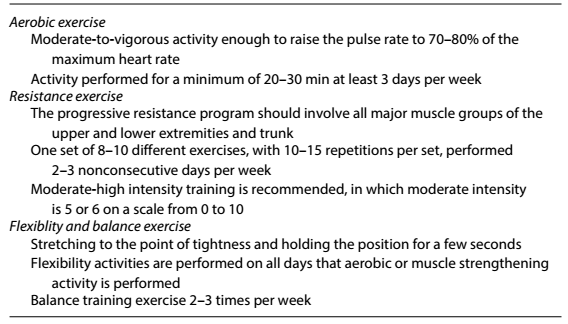 Aerobic exercise
Moderate-to-vigorous activity enough to raise the pulse rate to 70–80% of the
maximum heart rate
Activity performed for a minimum of 20–30 min at least 3 days per week
Resistance exercise
The progressive resistance program should involve all major muscle groups of the
upper and lower extremities and trunk
One set of 8–10 different exercises, with 10–15 repetitions per set, performed
2–3 nonconsecutive days per week
Moderate-high intensity training is recommended, in which moderate intensity
is 5 or 6 on a scale from 0 to 10
Flexiblity and balance exercise
Stretching to the point of tightness and holding the position for a few seconds
Flexibility activities are performed on all days that aerobic or muscle strengthening
activity is performed
Balance training exercise 2–3 times per week